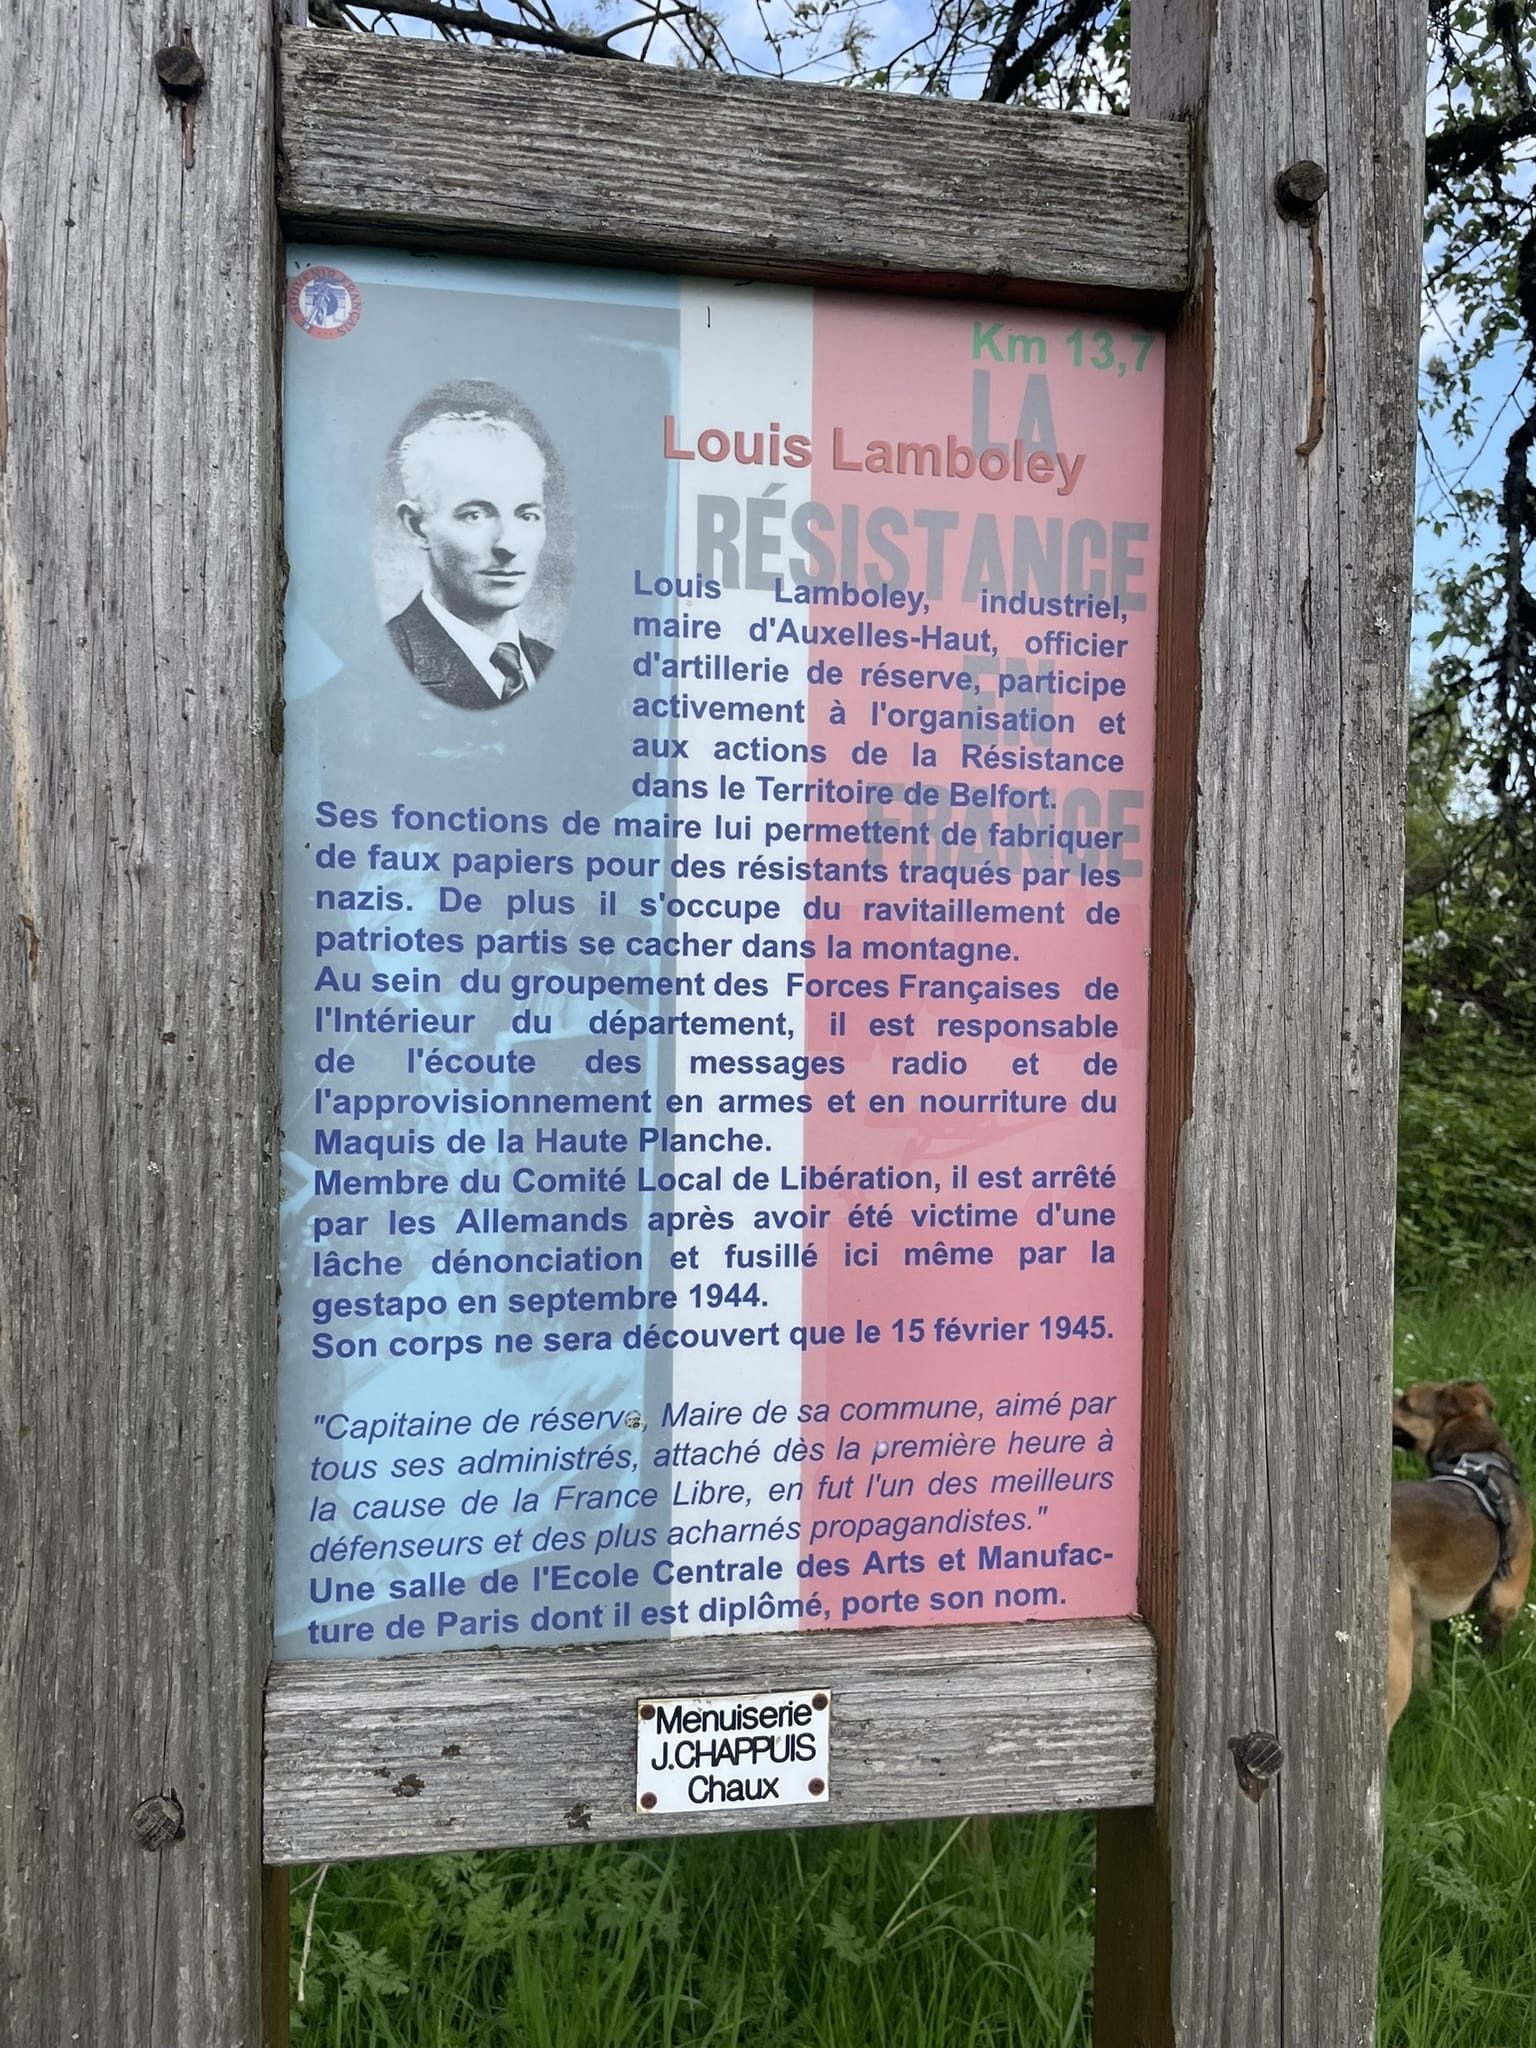 LE SOUVENIR FRANÇAIS
Km 13,7
LA
Louis Lamboley
RÉSISTANCE
EN
FRANCE
Louis Lamboley, industriel,
maire d'Auxelles-Haut, officier
d'artillerie de réserve, participe
activement à l'organisation et
aux actions de la Résistance
dans le Territoire de Belfort.
Ses fonctions de maire lui permettent de fabriquer
de faux papiers pour des résistants traqués par les
nazis. De plus il s'occupe du ravitaillement de
patriotes partis se cacher dans la montagne.
Au sein du groupement des Forces Françaises de
l'Intérieur du département, il est responsable
de l'écoute des messages radio et de
l'approvisionnement en armes et en nourriture du
Maquis de la Haute Planche.
Membre du Comité Local de Libération, il est arrêté
par les Allemands après avoir été victime d'une
lâche dénonciation et fusillé ici même par la
gestapo en septembre 1944.
Son corps ne sera découvert que le 15 février 1945.
"Capitaine de réserve, Maire de sa commune, aimé par
tous ses administrés, attaché dès la première heure à
la cause de la France Libre, en fut l'un des meilleurs
défenseurs et des plus acharnés propagandistes."
Une salle de l'Ecole Centrale des Arts et Manufac-
ture de Paris dont il est diplômé, porte son nom.
Menuiserie
J.CHAPPUIS
Chaux